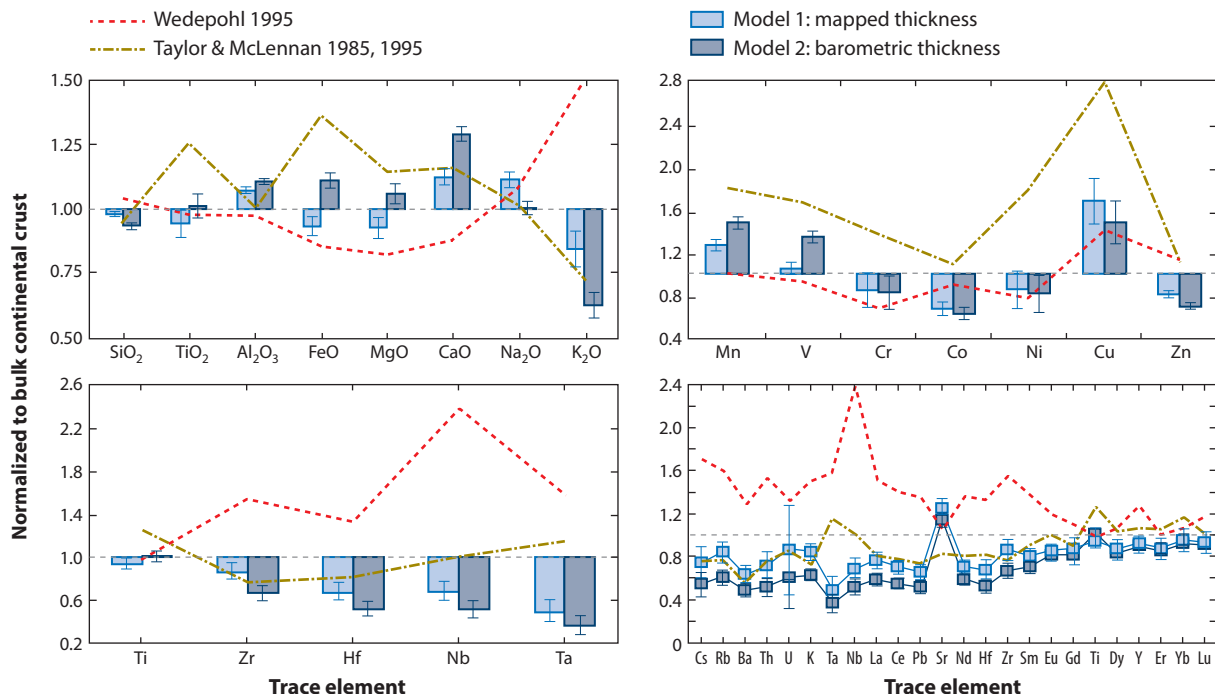 Wedepohl 1995
Taylor & McLennan 1985, 1995
Model 1: mapped thickness
Model 2: barometric thickness
Normalized to bulk continental crust
1.50
1.25
1.00
0.75
0.50
SiO₂ TiO₂ Al₂O₃ FeO MgO CaO Na₂O K₂O
2.8
2.4
2.0
1.6
1.2
0.8
0.4
Mn V Cr Co Ni Cu Zn
2.6
2.2
1.8
1.4
1.0
0.6
0.2
Ti Zr Hf Nb Ta
Trace element
2.4
2.0
1.6
1.2
0.8
0.4
0
Cs Rb Ba Th U K Ta Nb La Ce Pb Sr Nd Hf Zr Sm Eu Gd Ti Dy Y Er Yb Lu
Trace element